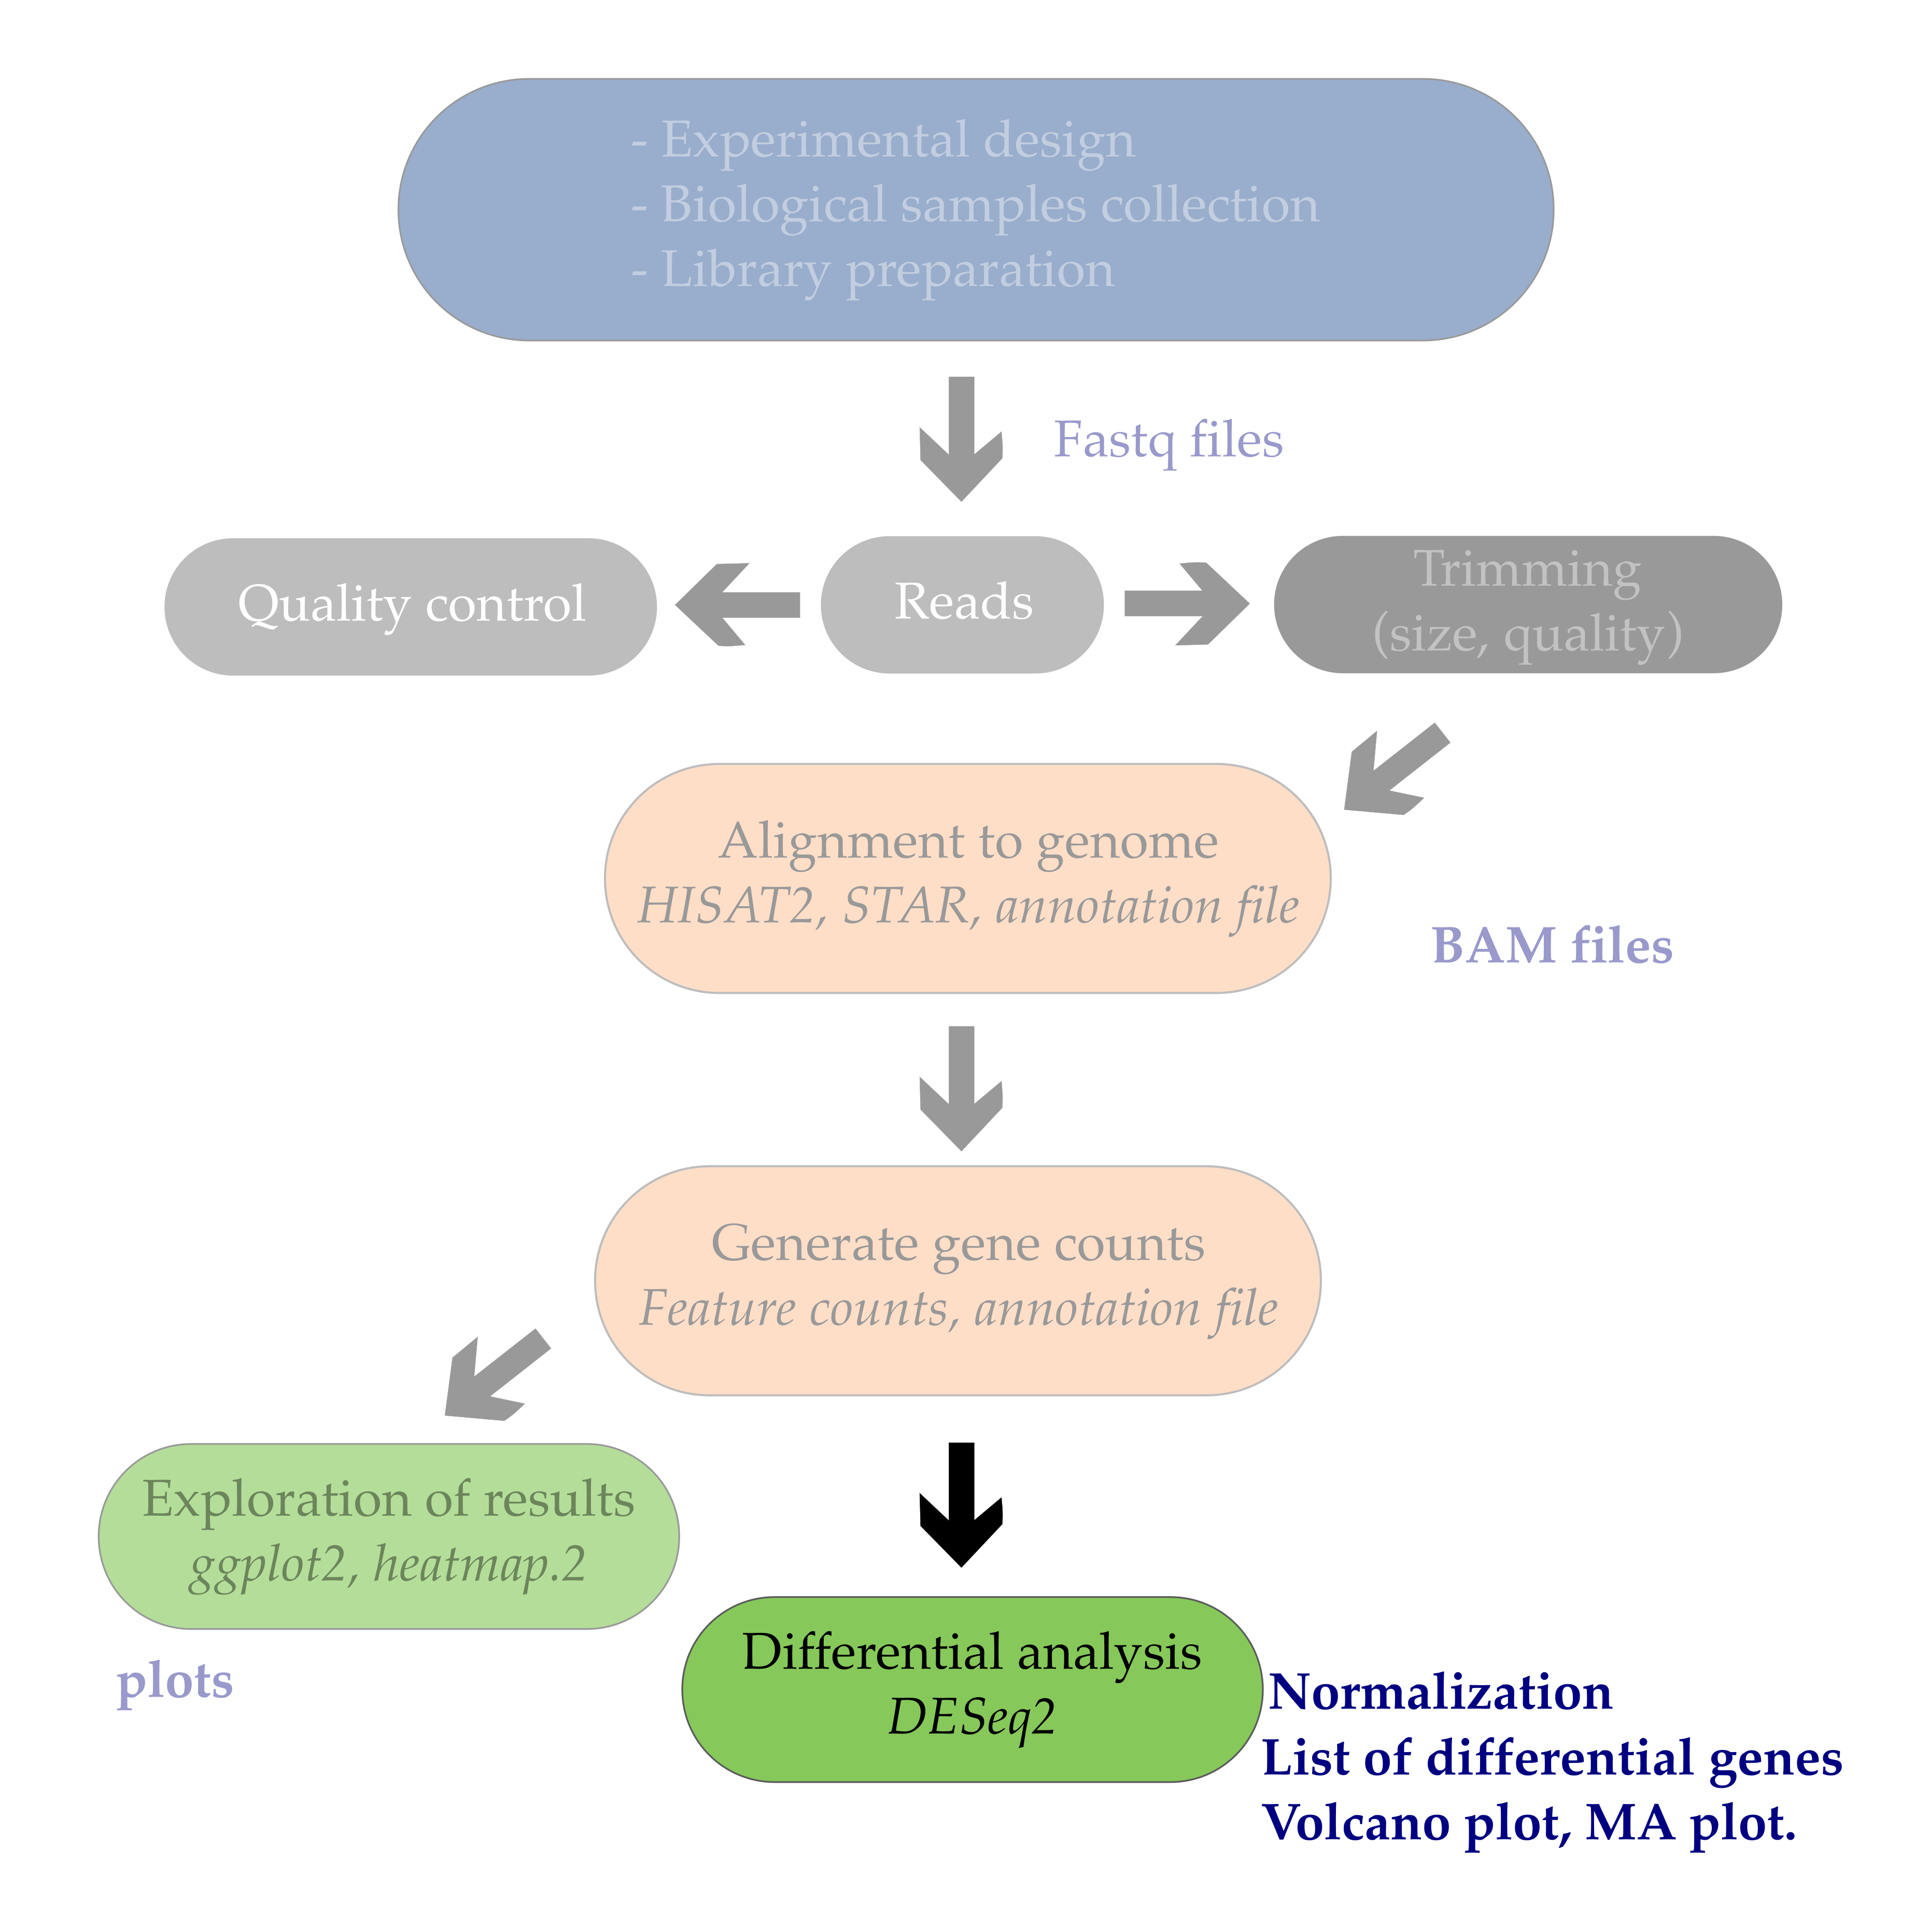 - Experimental design
- Biological samples collection
- Library preparation
Fastq files
Quality control
Reads
Trimming
(size, quality)
Alignment to genome
HISAT2, STAR, annotation file
BAM files
Generate gene counts
Feature counts, annotation file
Exploration of results
ggplot2, heatmap.2
plots
Differential analysis
DESeq2
Normalization
List of differential genes
Volcano plot, MA plot.